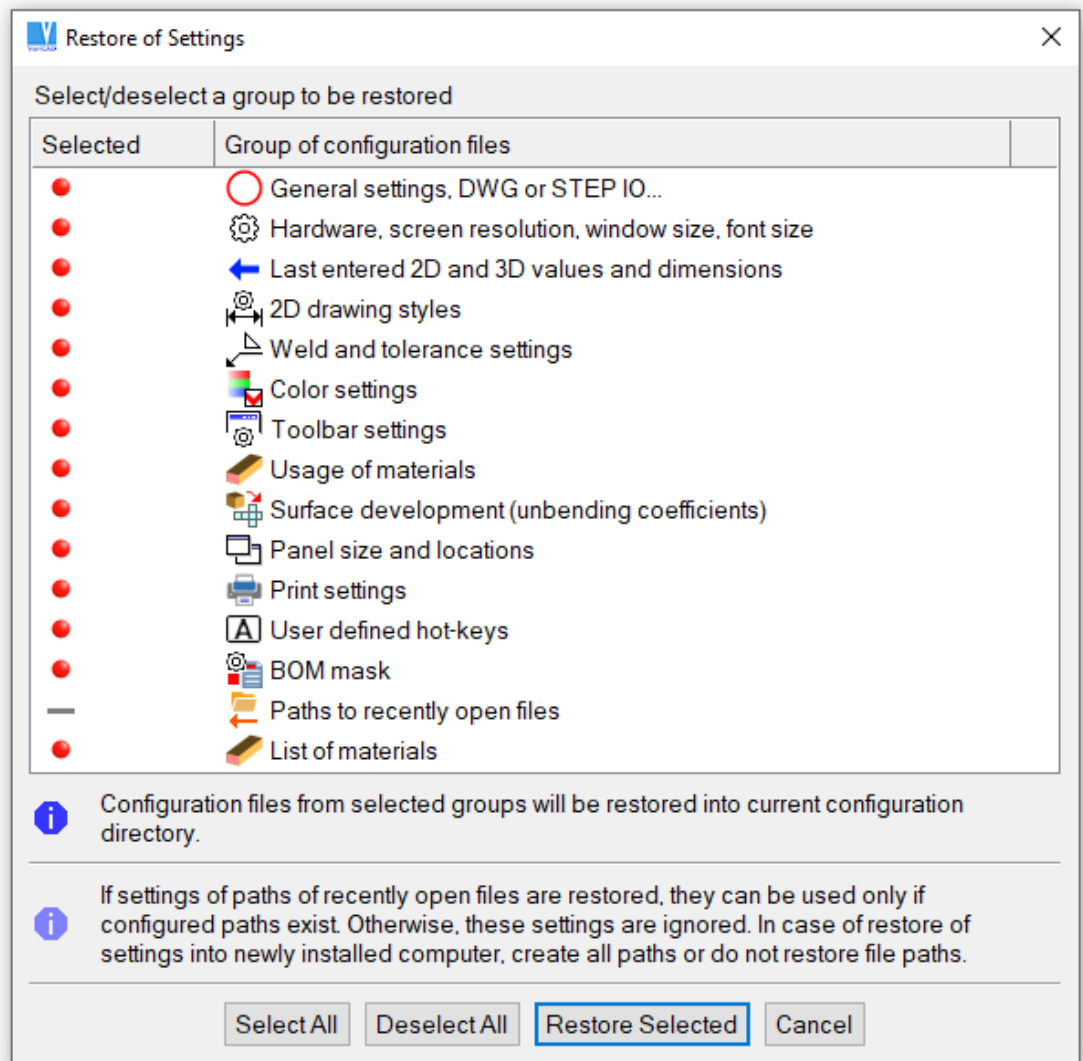 Restore of Settings
Select/deselect a group to be restored
Selected Group of configuration files
General settings, DWG or STEP IO...
Hardware, screen resolution, window size, font size
Last entered 2D and 3D values and dimensions
2D drawing styles
Weld and tolerance settings
Color settings
Toolbar settings
Usage of materials
Surface development (unbending coefficients)
Panel size and locations
Print settings
A User defined hot-keys
BOM mask
Paths to recently open files
List of materials
Configuration files from selected groups will be restored into current configuration
directory.
If settings of paths of recently open files are restored, they can be used only if
configured paths exist. Otherwise, these settings are ignored. In case of restore of
settings into newly installed computer, create all paths or do not restore file paths.
Select All Deselect All Restore Selected Cancel